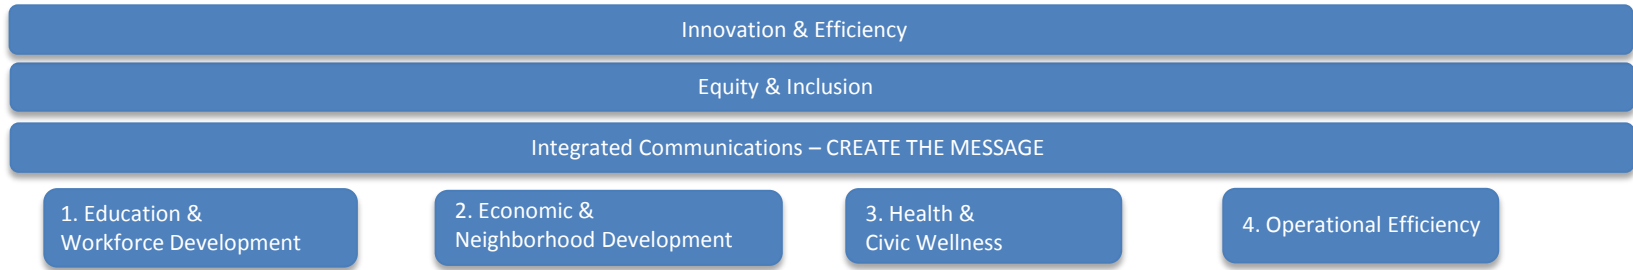 Innovation & Efficiency
Equity & Inclusion
Integrated Communications – CREATE THE MESSAGE
1. Education &
Workforce Development
2. Economic &
Neighborhood Development
3. Health &
Civic Wellness
4. Operational Efficiency